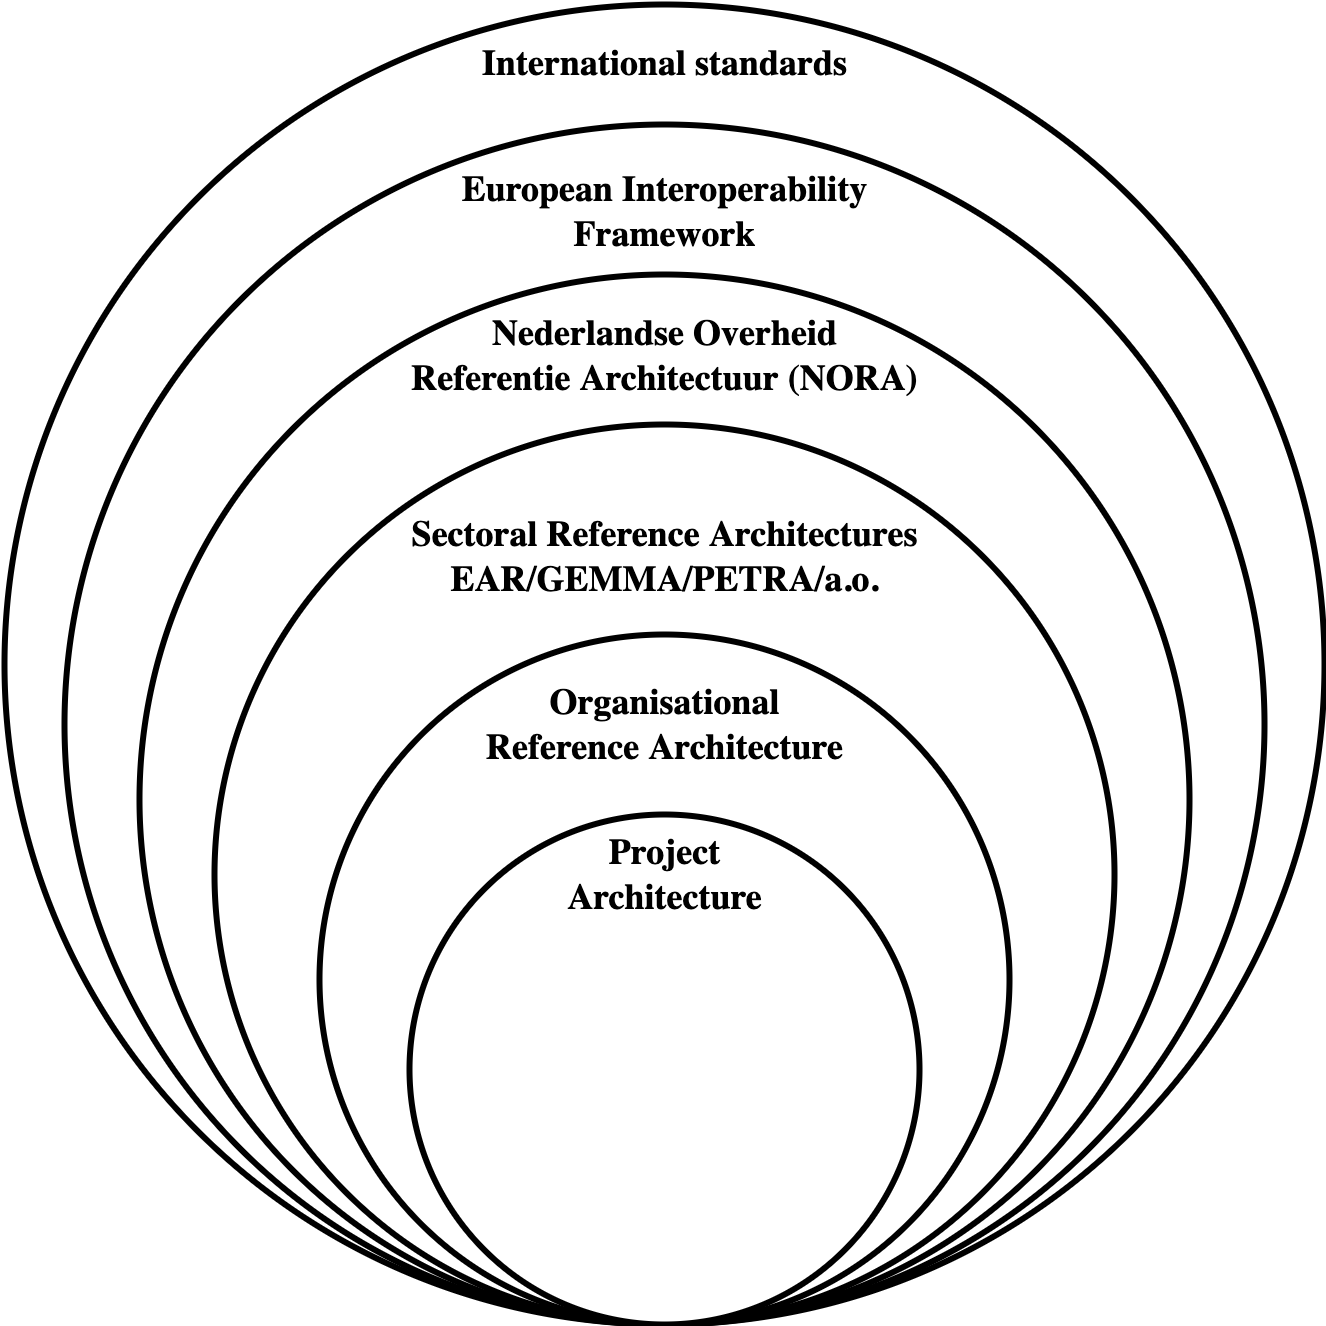 International standards
European Interoperability
Framework
Nederlandse Overheid
Referentie Architectuur (NORA)
Sectoral Reference Architectures
EAR/GEMMA/PETRA/a.o.
Organisational
Reference Architecture
Project
Architecture